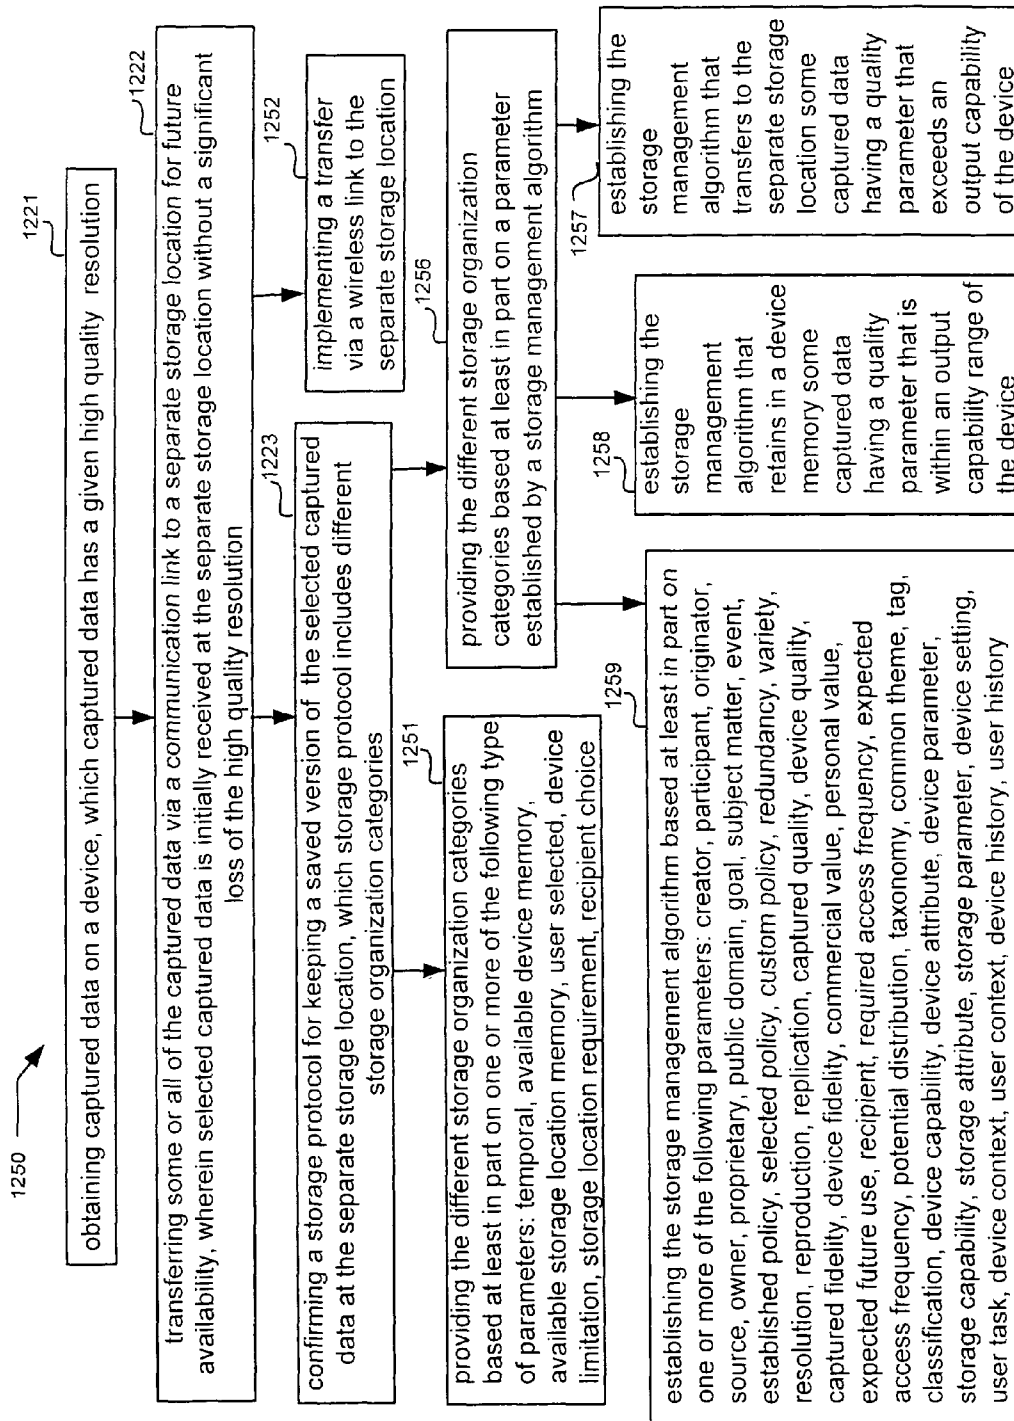 1250
1221
obtaining captured data on a device, which captured data has a given high quality resolution
1222
transferring some or all of the captured data via a communication link to a separate storage location for future
availability, wherein selected captured data is initially received at the separate storage location without a significant
loss of the high quality resolution
1223
confirming a storage protocol for keeping a saved version of the selected captured
data at the separate storage location, which storage protocol includes different
storage organization categories
1252
implementing a transfer
via a wireless link to the
separate storage location
1251
providing the different storage organization categories
based at least in part on one or more of the following type
of parameters: temporal, available device memory,
available storage location memory, user selected, device
limitation, storage location requirement, recipient choice
1256
providing the different storage organization
categories based at least in part on a parameter
established by a storage management algorithm
1259
establishing the storage management algorithm based at least in part on
one or more of the following parameters: creator, participant, originator,
source, owner, proprietary, public domain, goal, subject matter, event,
established policy, selected policy, custom policy, redundancy, variety,
resolution, reproduction, replication, captured quality, device quality,
captured fidelity, device fidelity, commercial value, personal value,
expected future use, recipient, required access frequency, expected
access frequency, potential distribution, taxonomy, common theme, tag,
classification, device capability, device attribute, device parameter,
storage capability, storage attribute, storage parameter, device setting,
user task, device context, user context, device history, user history
1258
establishing the
storage
management
algorithm that
retains in a device
memory some
captured data
having a quality
parameter that is
within an output
capability range of
the device
1257
establishing the
storage
management
algorithm that
transfers to the
separate storage
location some
captured data
having a quality
parameter that
exceeds an
output capability
of the device